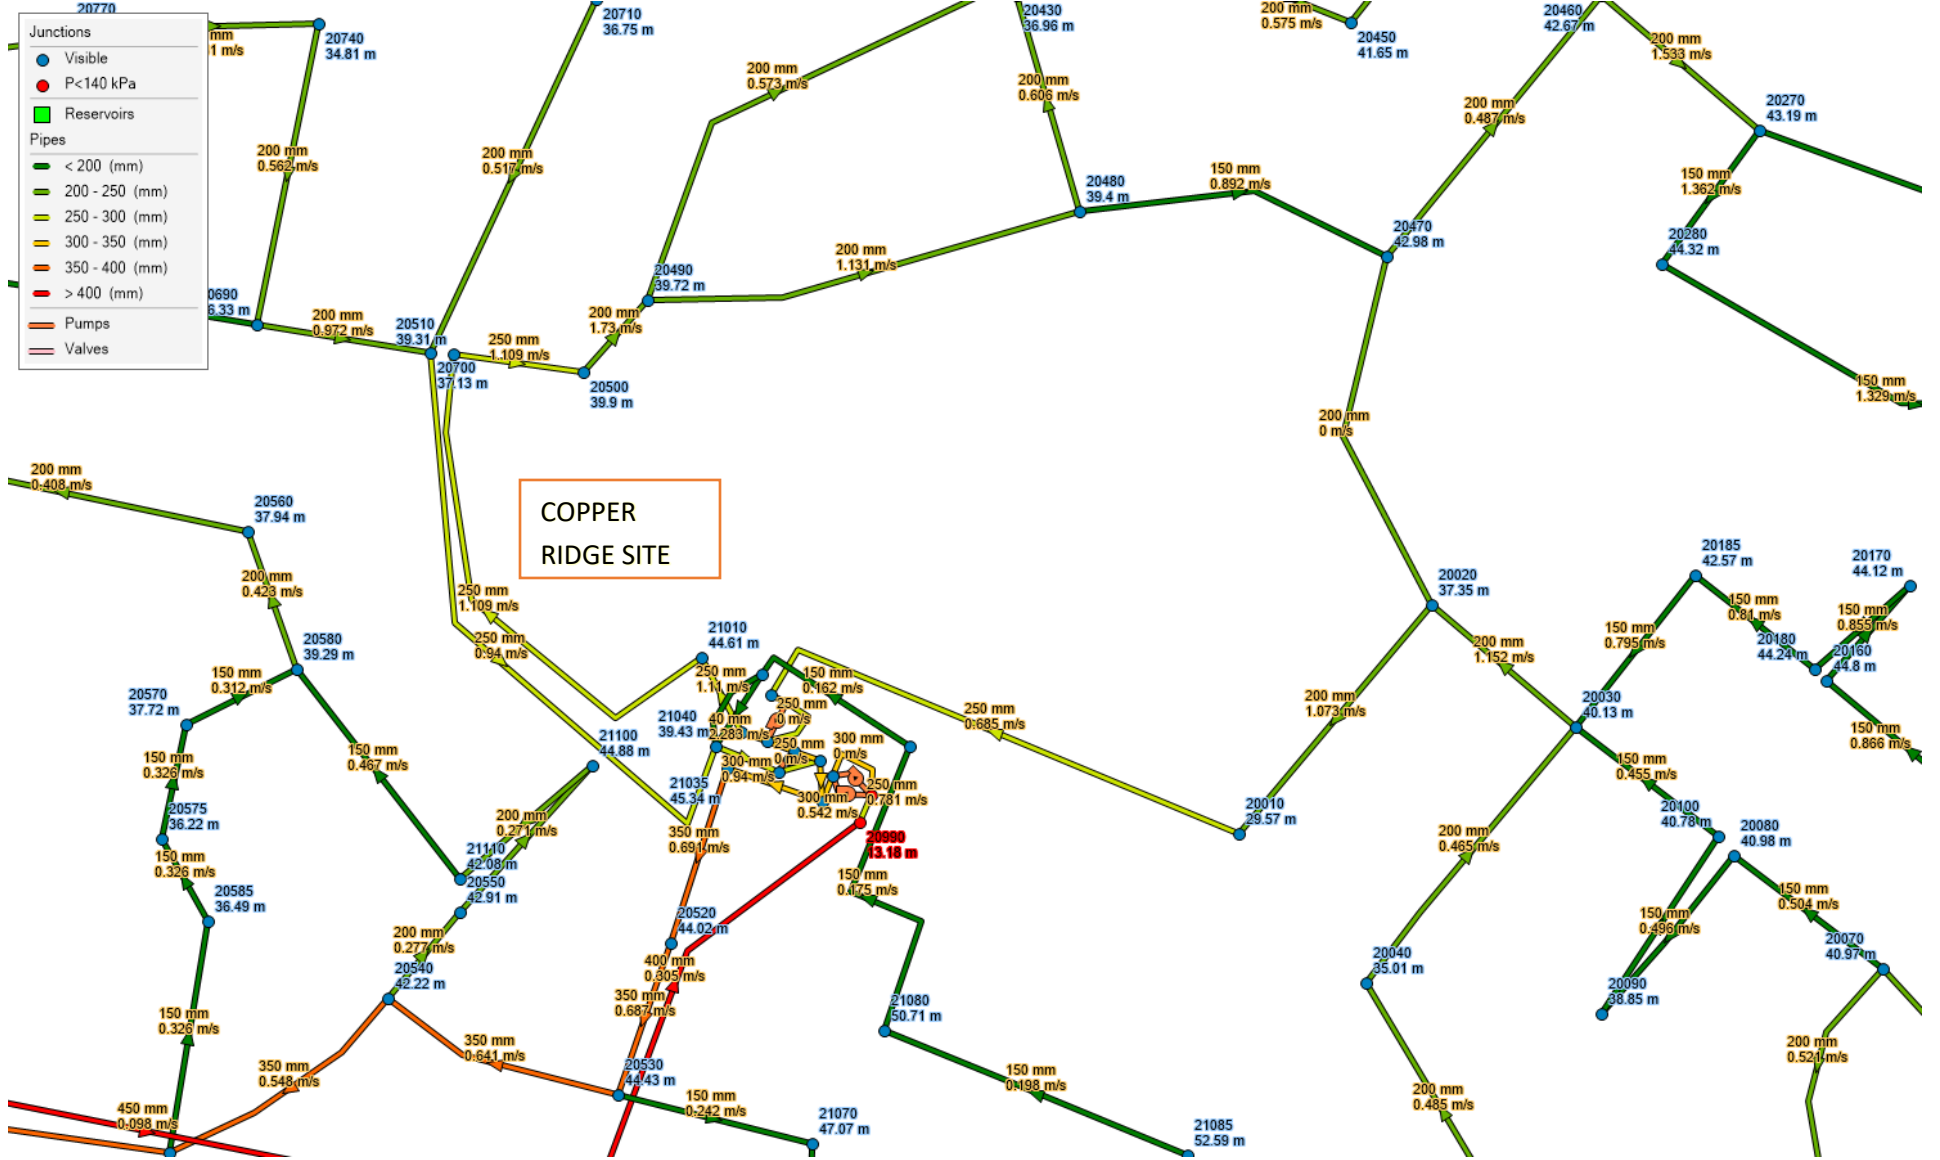 20770
20740
34.81 m
mm
1 m/s
Junctions
Visible
P<140 kPa
Reservoirs
Pipes
< 200 (mm)
200 - 250 (mm)
250 - 300 (mm)
300 - 350 (mm)
350 - 400 (mm)
> 400 (mm)
Pumps
Valves
20710
36.75 m
20430
36.96 m
200 mm
0.575 m/s
20450
41.65 m
20460
42.67 m
200 mm
1.533 m/s
200 mm
0.573 m/s
200 mm
0.606 m/s
200 mm
0.487 m/s
20270
43.19 m
200 mm
0.562 m/s
200 mm
0.517 m/s
20480
39.4 m
150 mm
0.892 m/s
150 mm
1.362 m/s
20470
42.98 m
20280
44.32 m
200 mm
1.131 m/s
20490
39.72 m
0690
6.33 m
200 mm
0.972 m/s
20510
39.31 m
200 mm
1.73 m/s
250 mm
1.109 m/s
20700
37.13 m
20500
39.9 m
150 mm
1.329 m/s
200 mm
0 m/s
200 mm
0.408 m/s
20560
37.94 m
COPPER
RIDGE SITE
200 mm
0.423 m/s
250 mm
1.109 m/s
20020
37.35 m
20185
42.57 m
20170
44.12 m
150 mm
0.81 m/s
150 mm
0.855 m/s
20580
39.29 m
250 mm
0.94 m/s
21010
44.61 m
150 mm
0.795 m/s
20180
44.24 m
20160
44.8 m
200 mm
1.152 m/s
150 mm
0.312 m/s
250 mm
1.11 m/s
150 mm
0.162 m/s
20570
37.72 m
21040
39.43 m
40 mm
2.283 m/s
250 mm
0 m/s
250 mm
0.685 m/s
200 mm
1.073 m/s
20030
40.13 m
150 mm
0.866 m/s
21100
44.88 m
250 mm
0 m/s
300 mm
0 m/s
150 mm
0.467 m/s
150 mm
0.326 m/s
300 mm
0.94 m/s
21035
45.34 m
250 mm
0.781 m/s
300 mm
0.542 m/s
150 mm
0.455 m/s
20575
36.22 m
200 mm
0.271 m/s
350 mm
0.691 m/s
20990
13.18 m
20010
29.57 m
20100
40.78 m
20080
40.98 m
200 mm
0.465 m/s
21110
42.08 m
150 mm
0.326 m/s
150 mm
0.175 m/s
20550
42.91 m
20585
36.49 m
150 mm
0.504 m/s
20520
44.02 m
150 mm
0.496 m/s
200 mm
0.277 m/s
20540
42.22 m
400 mm
0.305 m/s
20040
35.01 m
20070
40.97 m
20090
38.85 m
350 mm
0.687 m/s
21080
50.71 m
150 mm
0.326 m/s
350 mm
0.641 m/s
200 mm
0.521 m/s
350 mm
0.548 m/s
20530
44.43 m
150 mm
0.198 m/s
200 mm
0.485 m/s
150 mm
0.242 m/s
450 mm
0.098 m/s
21070
47.07 m
21085
52.59 m